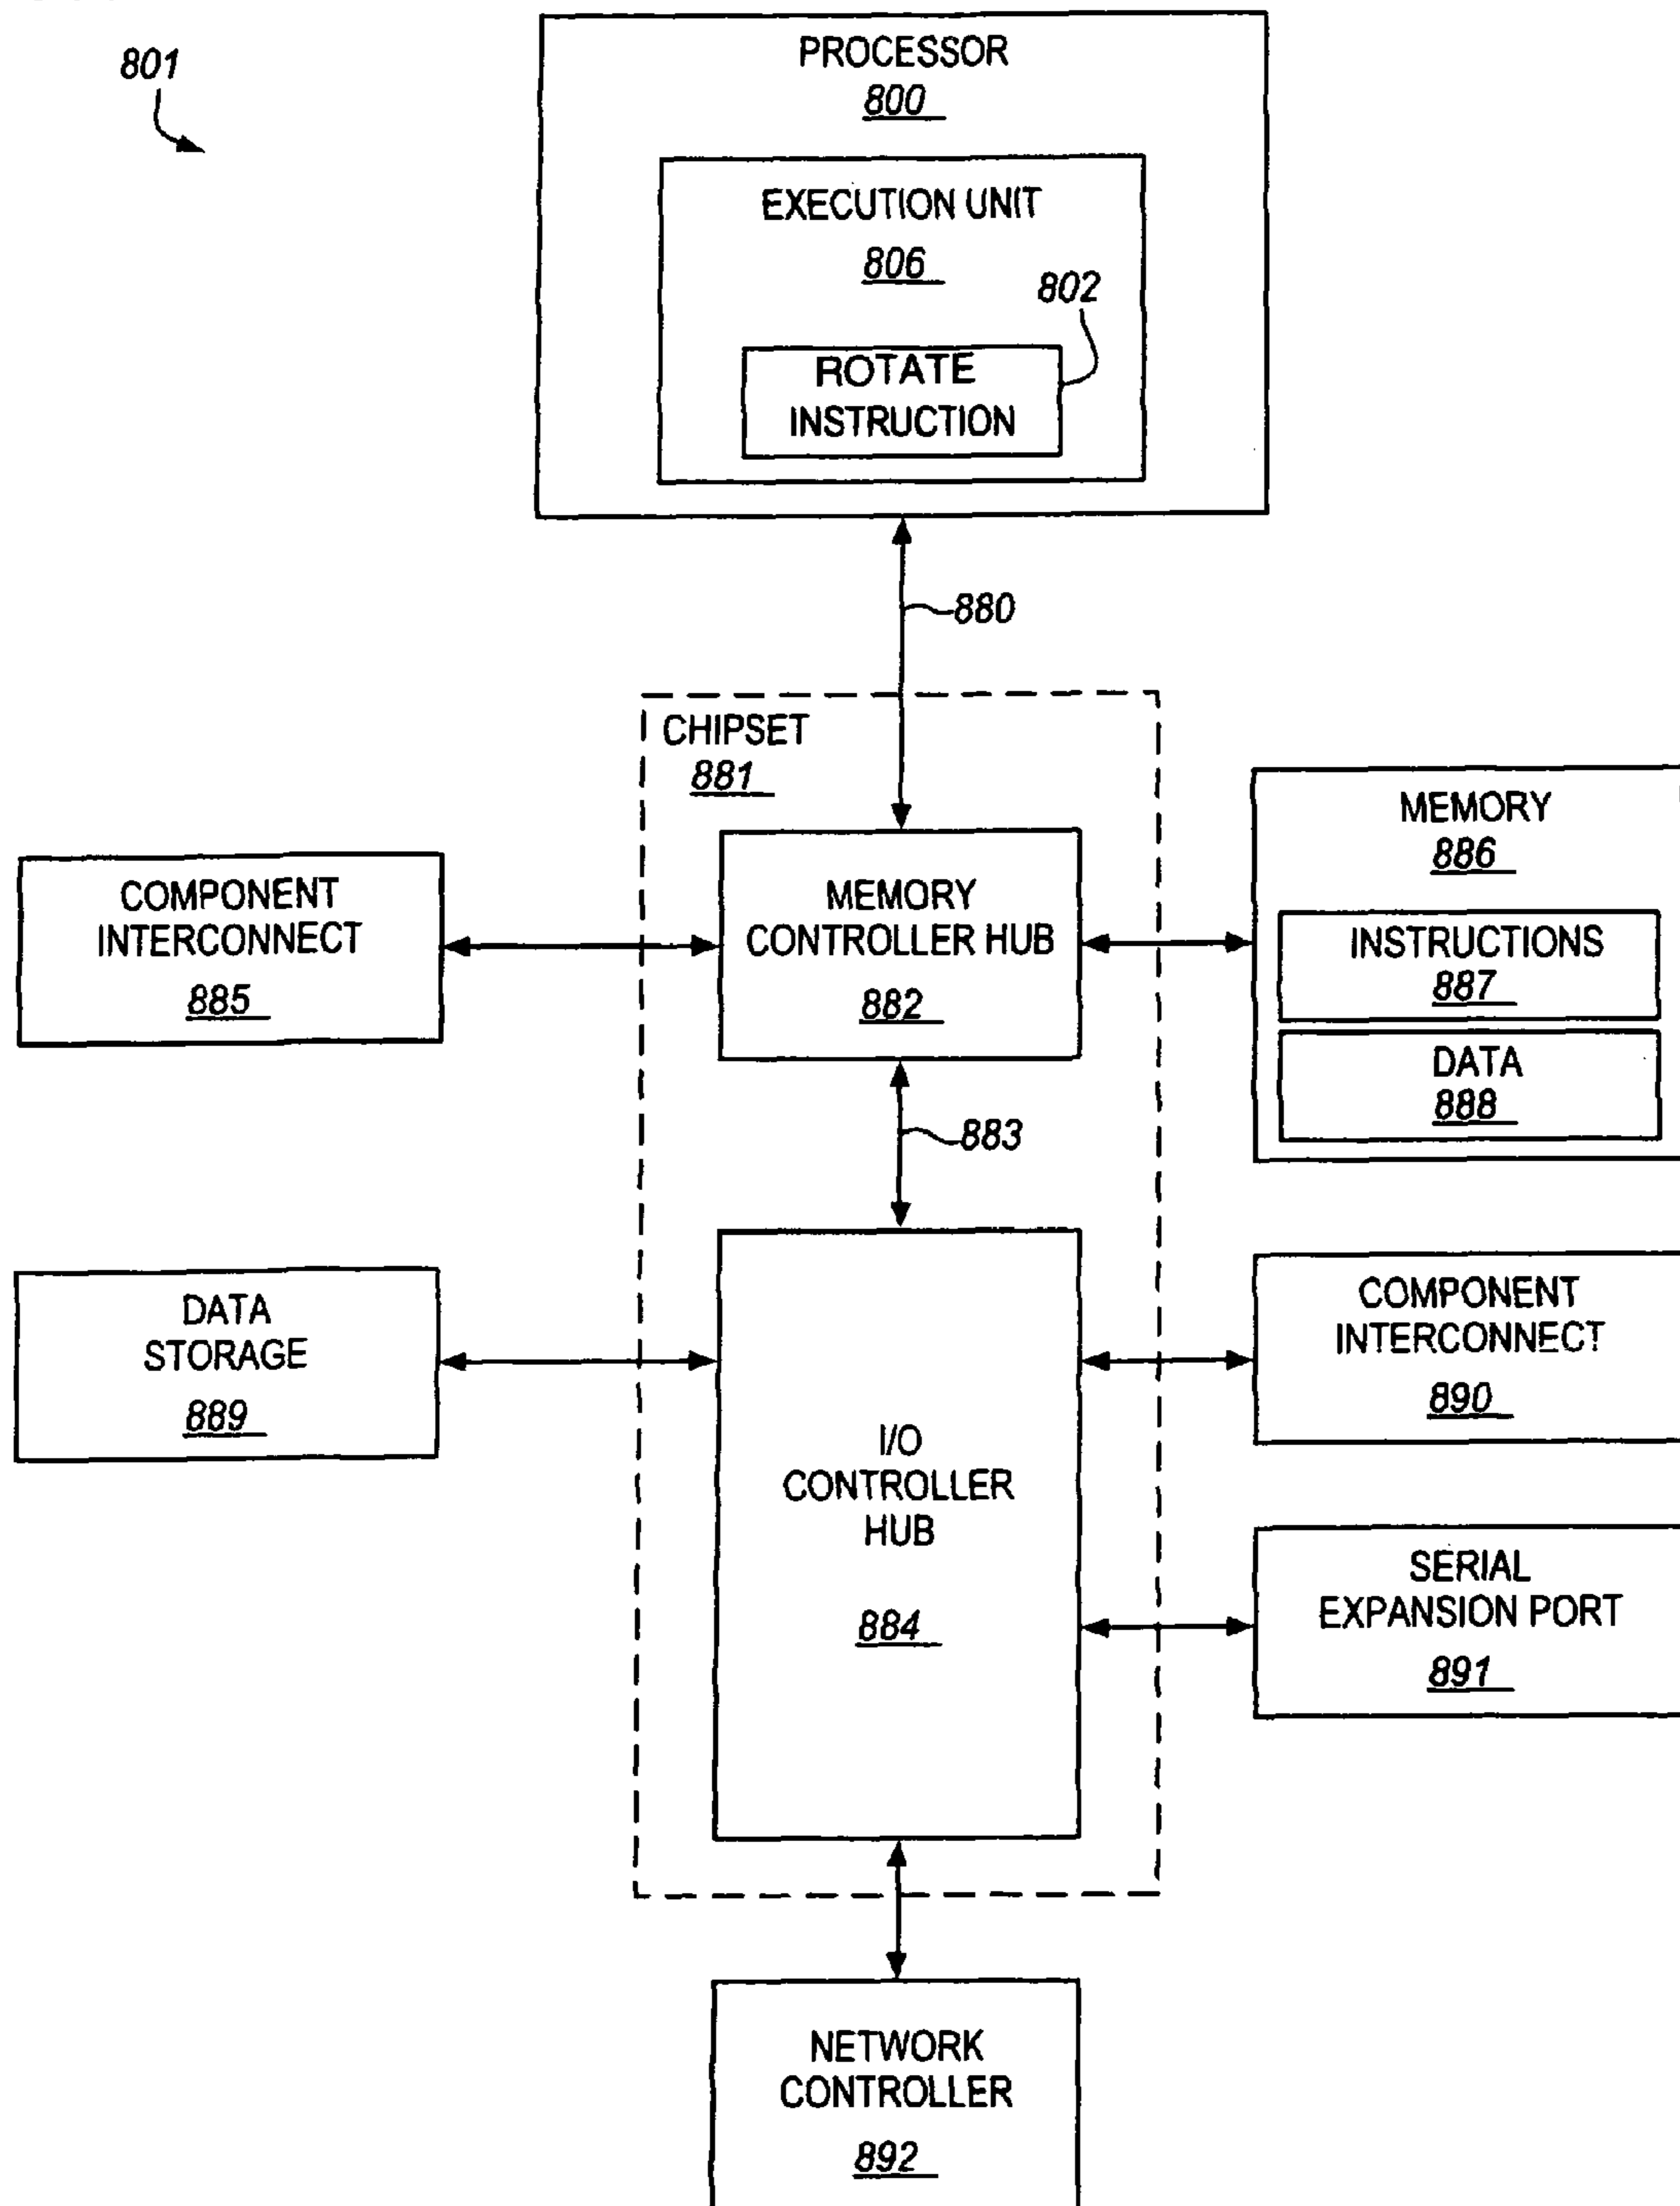 801
PROCESSOR
800
EXECUTION UNIT
806
802
ROTATE
INSTRUCTION
880
CHIPSET
881
MEMORY
886
INSTRUCTIONS
887
DATA
888
COMPONENT
INTERCONNECT
885
MEMORY
CONTROLLER HUB
882
883
DATA
STORAGE
889
I/O
CONTROLLER
HUB
884
COMPONENT
INTERCONNECT
890
SERIAL
EXPANSION PORT
891
NETWORK
CONTROLLER
892